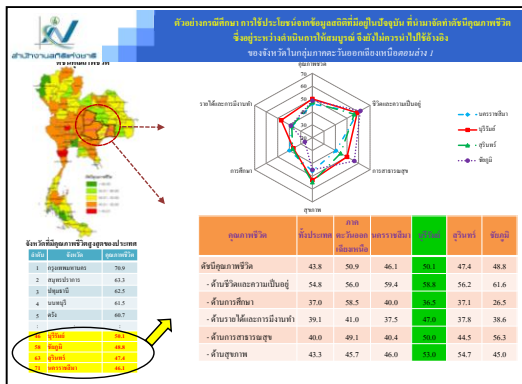 ตัวอย่างกรณีศึกษา การใช้ประโยชน์จากข้อมูลสถิติที่มีอยู่ในปัจจุบัน ที่นำมาจัดทำดัชนีคุณภาพชีวิต
ซึ่งอยู่ระหว่างดำเนินการให้สมบูรณ์ จึงยังไม่ควรนำไปใช้อ้างอิง
ของจังหวัดในกลุ่มภาคตะวันออกเฉียงเหนือตอนล่าง 1
สำนักงานสถิติแห่งชาติ
คุณภาพชีวิต
70
60
50
40
30
ชีวิตและความเป็นอยู่
การสาธารณสุข
สุขภาพ
การศึกษา
รายได้และการมีงานทำ
นครราชสีมา
บุรีรัมย์
สุรินทร์
ชัยภูมิ
จังหวัดที่มีคุณภาพชีวิตสูงสุดของประเทศ
ลำดับ จังหวัด คุณภาพชีวิต
1 กรุงเทพมหานคร 70.9
2 สมุทรปราการ 63.3
3 ปทุมธานี 62.5
4 นนทบุรี 61.5
5 ตรัง 60.7
46 บุรีรัมย์ 50.1
58 ชัยภูมิ 48.8
63 สุรินทร์ 47.4
71 นครราชสีมา 46.1
คุณภาพชีวิต ทั้งประเทศ ภาคตะวันออกเฉียงเหนือ นครราชสีมา บุรีรัมย์ สุรินทร์ ชัยภูมิ
ดัชนีคุณภาพชีวิต 43.8 50.9 46.1 50.1 47.4 48.8
- ด้านชีวิตและความเป็นอยู่ 54.8 56.0 59.4 58.8 56.2 61.6
- ด้านการศึกษา 37.0 58.5 40.0 36.5 37.1 26.5
- ด้านรายได้และการมีงานทำ 39.1 41.0 37.5 47.0 37.8 38.6
- ด้านการสาธารณสุข 40.0 49.1 40.4 50.0 44.5 56.3
- ด้านสุขภาพ 43.3 45.7 46.0 53.0 54.7 45.0